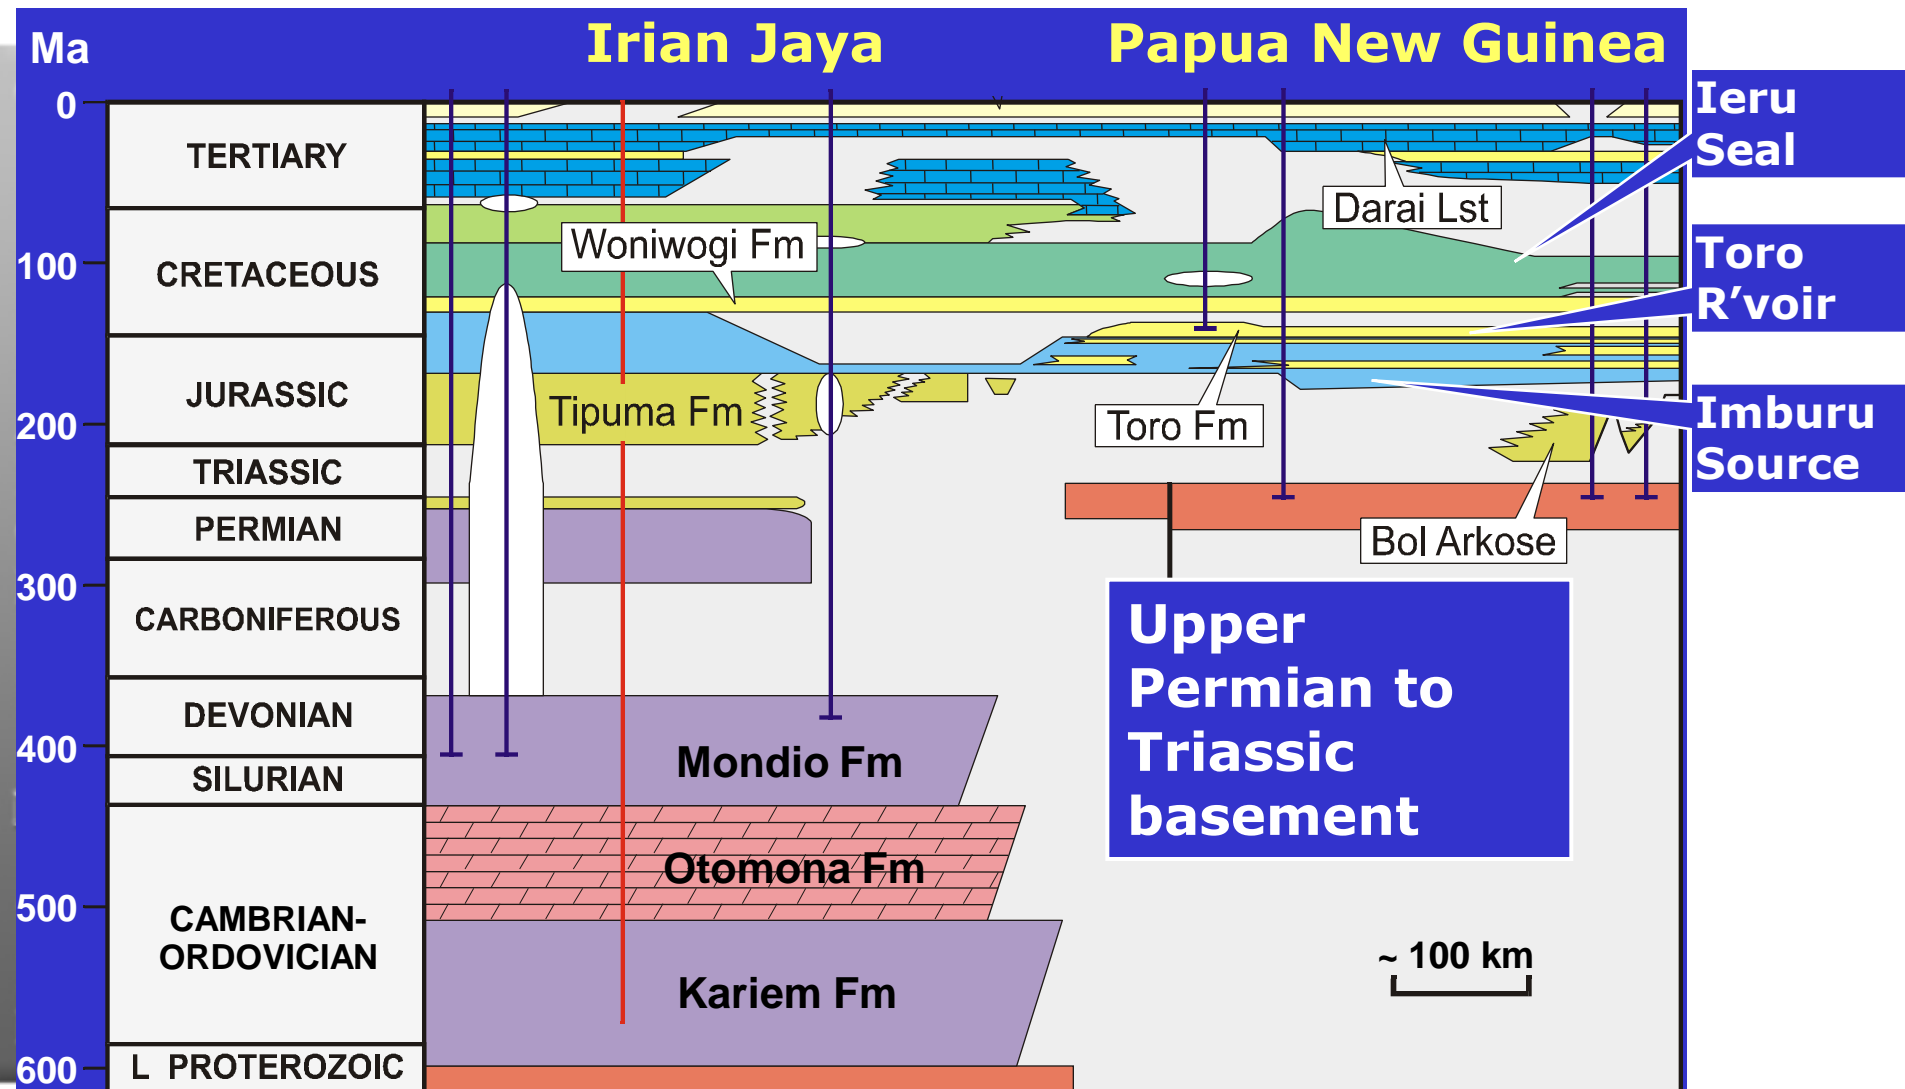 Ma
Irian Jaya
Papua New Guinea
0
100
200
300
400
500
600
TERTIARY
CRETACEOUS
JURASSIC
TRIASSIC
PERMIAN
CARBONIFEROUS
DEVONIAN
SILURIAN
CAMBRIAN-
ORDOVICIAN
L PROTEROZOIC
Darai Lst
Woniwogi Fm
Tipuma Fm
Toro Fm
Bol Arkose
Mondio Fm
Otomona Fm
Kariem Fm
Upper
Permian to
Triassic
basement
~ 100 km
Ieru
Seal
Toro
R’voir
Imburu
Source